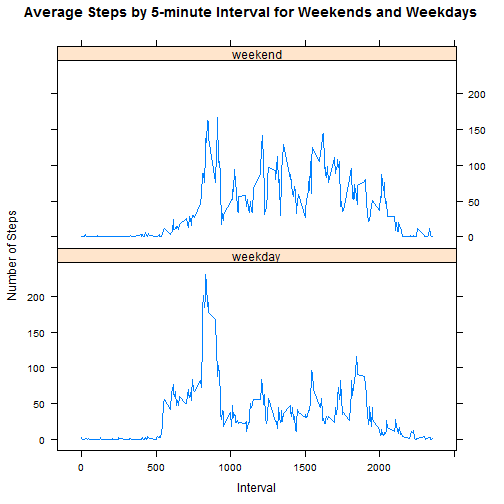 Average Steps by 5-minute Interval for Weekends and Weekdays
weekend
200
150
100
50
0
weekday
200
150
100
50
0
Number of Steps
0 500 1000 1500 2000
Interval